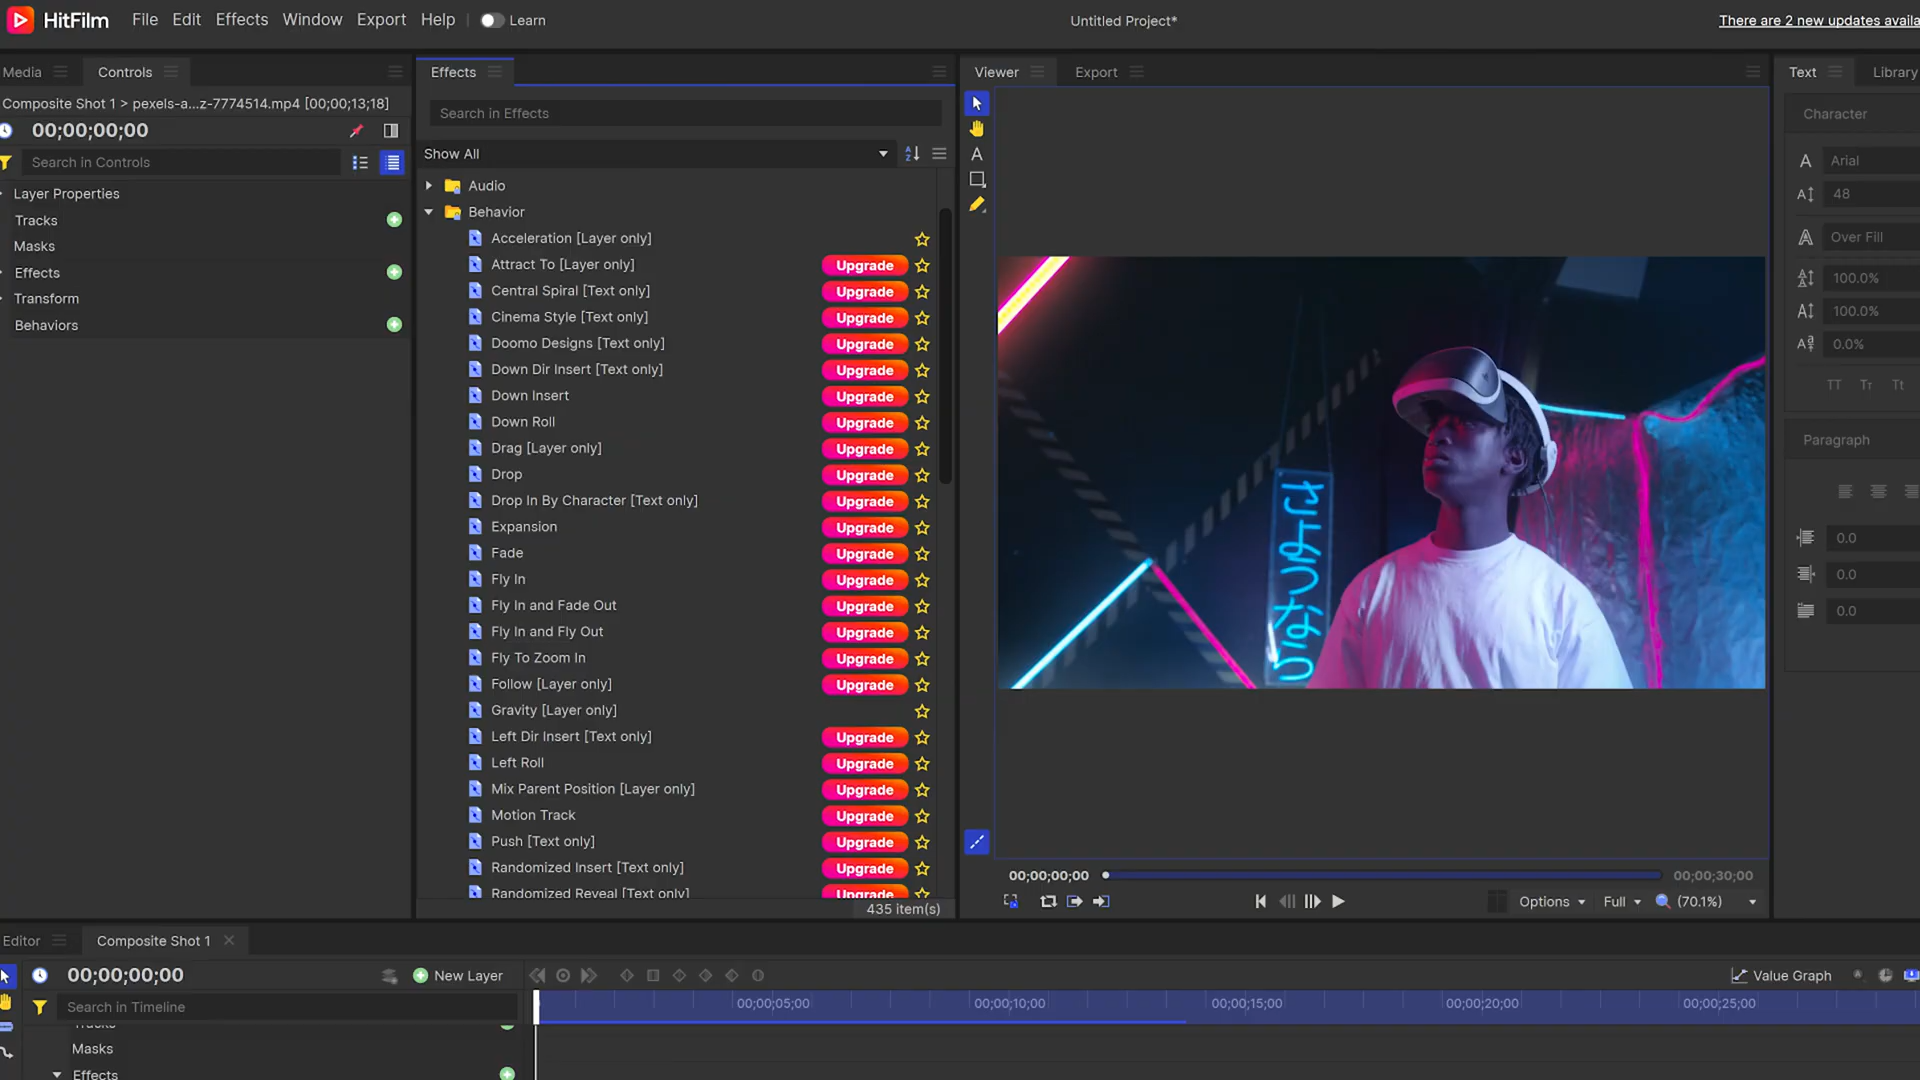 HitFilm File Edit Effects Window Export Help Learn Untitled Project* There are 2 new updates availa
Media Controls
Composite Shot 1 > pexels-a...z-7774514.mp4 [00;00;13;18]
00;00;00;00
Search in Controls
Layer Properties
Tracks
Masks
Effects
Transform
Behaviors
Effects
Search in Effects
Show All
Audio
Behavior
Acceleration [Layer only]
Attract To [Layer only] Upgrade
Central Spiral [Text only] Upgrade
Cinema Style [Text only] Upgrade
Doomo Designs [Text only] Upgrade
Down Dir Insert [Text only] Upgrade
Down Insert Upgrade
Down Roll Upgrade
Drag [Layer only] Upgrade
Drop Upgrade
Drop In By Character [Text only] Upgrade
Expansion Upgrade
Fade Upgrade
Fly In Upgrade
Fly In and Fade Out Upgrade
Fly In and Fly Out Upgrade
Fly To Zoom In Upgrade
Follow [Layer only] Upgrade
Gravity [Layer only]
Left Dir Insert [Text only] Upgrade
Left Roll Upgrade
Mix Parent Position [Layer only] Upgrade
Motion Track Upgrade
Push [Text only] Upgrade
Randomized Insert [Text only] Upgrade
Randomized Reveal [Text only] Upgrade
435 item(s)
Viewer Export
A
00;00;00;00 00;00;30;00
Options Full (70.1%)
Text Library
Character
Arial
48
Over Fill
100.0%
100.0%
0.0%
TT Tт Tt
Paragraph
0.0
0.0
0.0
Editor Composite Shot 1
00;00;00;00 New Layer Value Graph
Search in Timeline
00;00;05;00 00;00;10;00 00;00;15;00 00;00;20;00 00;00;25;00
Tracks
Masks
Effects